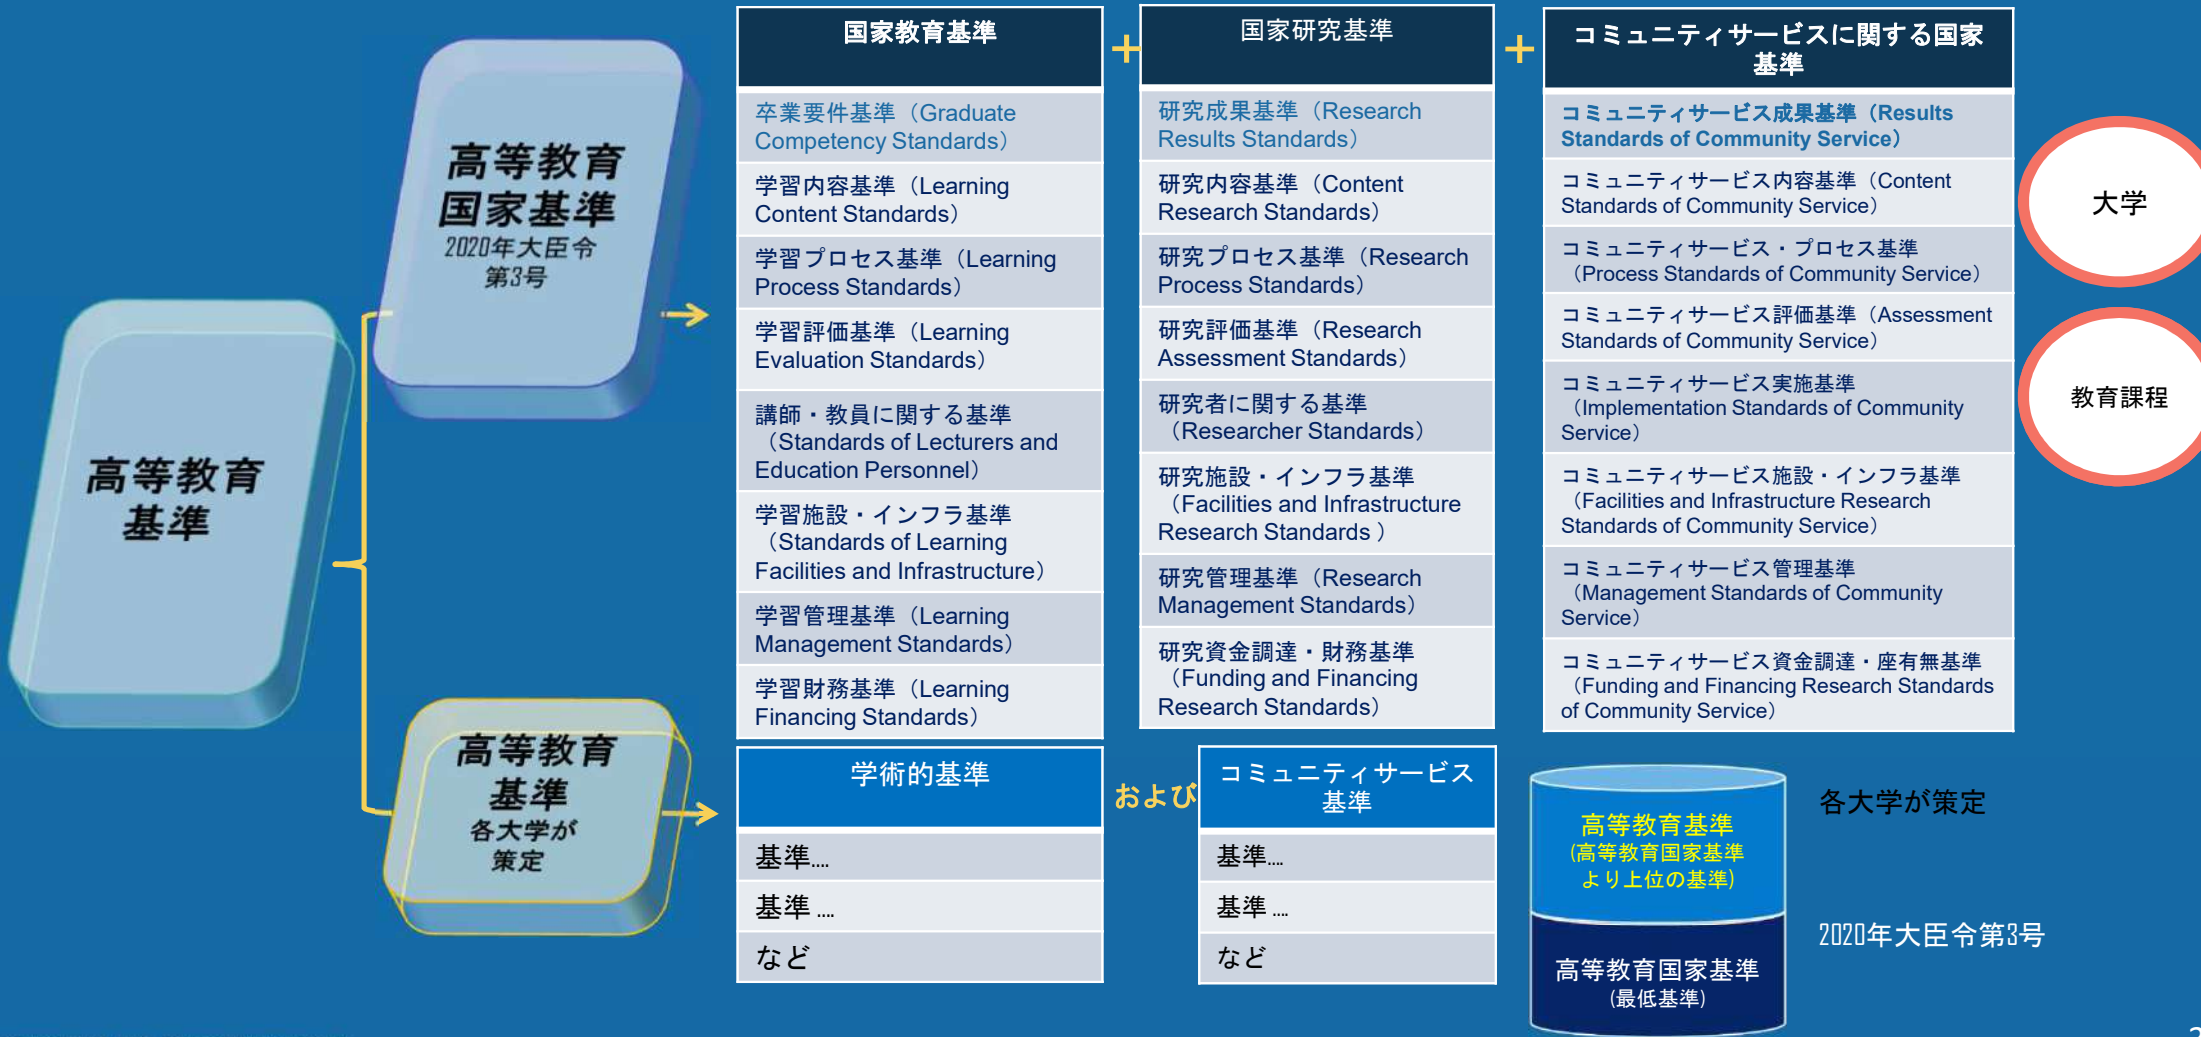 高等教育
基準
高等教育
国家基準
2020年大臣令
第3号
高等教育
基準
各大学が
策定
国家教育基準
卒業要件基準（Graduate
Competency Standards）
学習内容基準（Learning
Content Standards）
学習プロセス基準（Learning
Process Standards）
学習評価基準（Learning
Evaluation Standards）
講師・教員に関する基準
（Standards of Lecturers and
Education Personnel）
学習施設・インフラ基準
（Standards of Learning
Facilities and Infrastructure）
学習管理基準（Learning
Management Standards）
学習財務基準（Learning
Financing Standards）
+
国家研究基準
研究成果基準（Research
Results Standards）
研究内容基準（Content
Research Standards）
研究プロセス基準（Research
Process Standards）
研究評価基準（Research
Assessment Standards）
研究者に関する基準
（Researcher Standards）
研究施設・インフラ基準
（Facilities and Infrastructure
Research Standards ）
研究管理基準（Research
Management Standards）
研究資金調達・財務基準
（Funding and Financing
Research Standards）
+
コミュニティサービスに関する国家
基準
コミュニティサービス成果基準（Results
Standards of Community Service）
コミュニティサービス内容基準（Content
Standards of Community Service）
コミュニティサービス・プロセス基準
（Process Standards of Community Service）
コミュニティサービス評価基準（Assessment
Standards of Community Service）
コミュニティサービス実施基準
（Implementation Standards of Community
Service）
コミュニティサービス施設・インフラ基準
（Facilities and Infrastructure Research
Standards of Community Service）
コミュニティサービス管理基準
（Management Standards of Community
Service）
コミュニティサービス資金調達・座有無基準
（Funding and Financing Research Standards
of Community Service）
大学
教育課程
学術的基準
基準....
基準 ....
など
および
コミュニティサービス
基準
基準....
基準 ....
など
高等教育基準
(高等教育国家基準
より上位の基準)
高等教育国家基準
(最低基準)
各大学が策定
2020年大臣令第3号